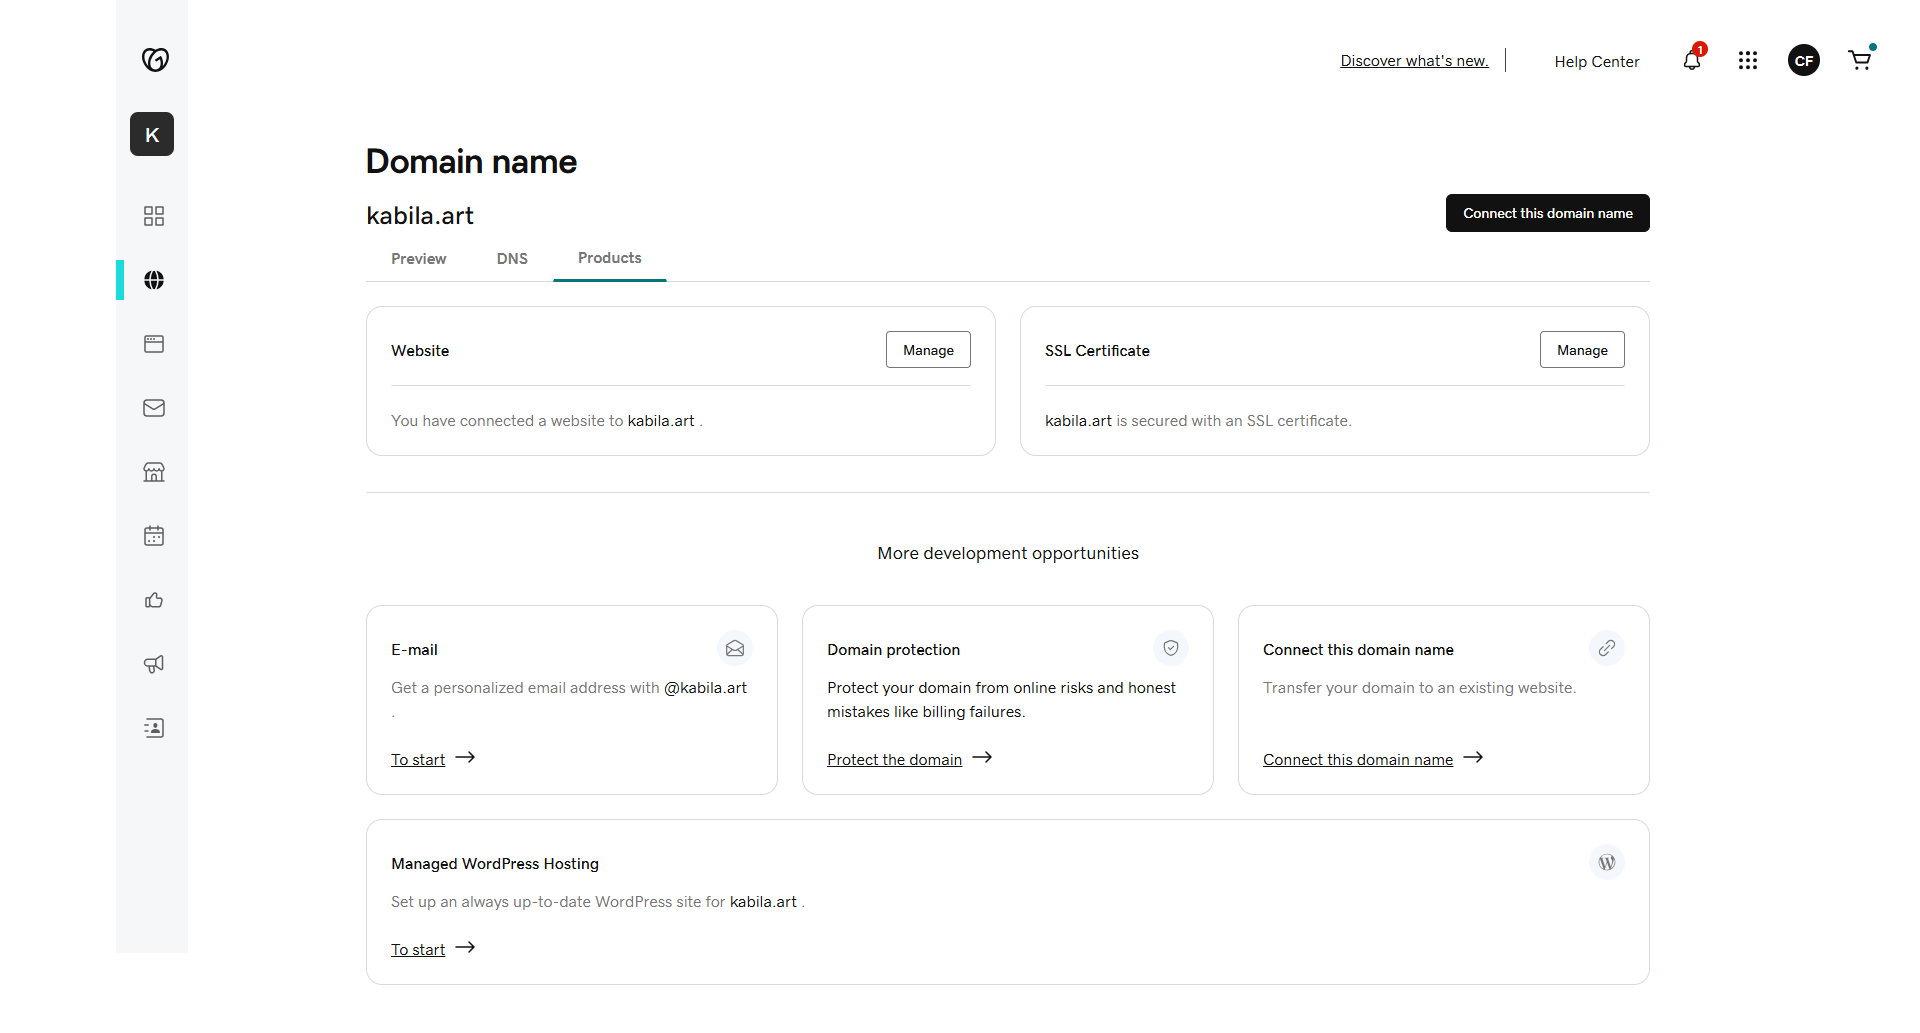 Discover what's new.
Help Center
1
CF
K
Domain name
kabila.art
Connect this domain name
Preview
DNS
Products
Website
Manage
You have connected a website to kabila.art .
SSL Certificate
Manage
kabila.art is secured with an SSL certificate.
More development opportunities
E-mail
Get a personalized email address with @kabila.art
.
To start
Domain protection
Protect your domain from online risks and honest
mistakes like billing failures.
Protect the domain
Connect this domain name
Transfer your domain to an existing website.
Connect this domain name
Managed WordPress Hosting
Set up an always up-to-date WordPress site for kabila.art .
To start